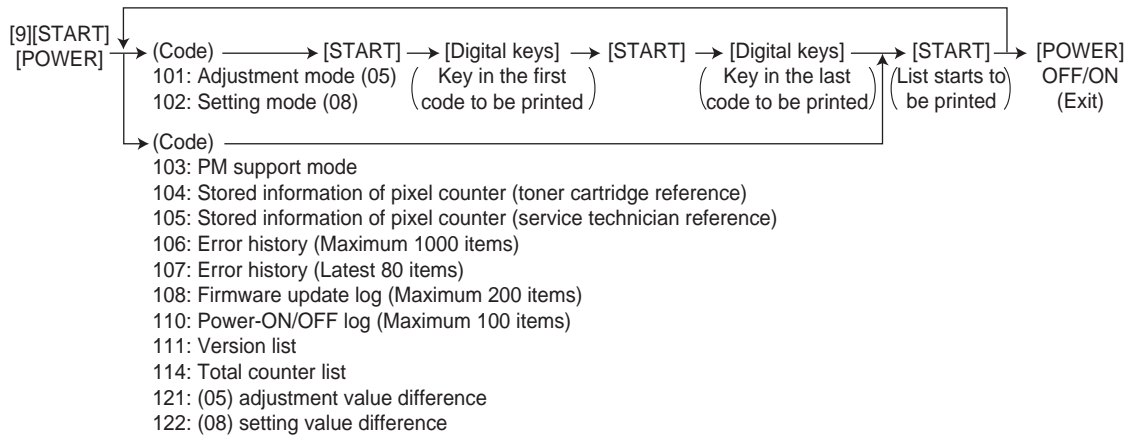 [9][START]
[POWER]
(Code) [START] [Digital keys] [START] [Digital keys] [START] [POWER]
101: Adjustment mode (05) (Key in the first (Key in the last (List starts to OFF/ON
102: Setting mode (08) code to be printed) code to be printed) be printed) (Exit)
(Code)
103: PM support mode
104: Stored information of pixel counter (toner cartridge reference)
105: Stored information of pixel counter (service technician reference)
106: Error history (Maximum 1000 items)
107: Error history (Latest 80 items)
108: Firmware update log (Maximum 200 items)
110: Power-ON/OFF log (Maximum 100 items)
111: Version list
114: Total counter list
121: (05) adjustment value difference
122: (08) setting value difference